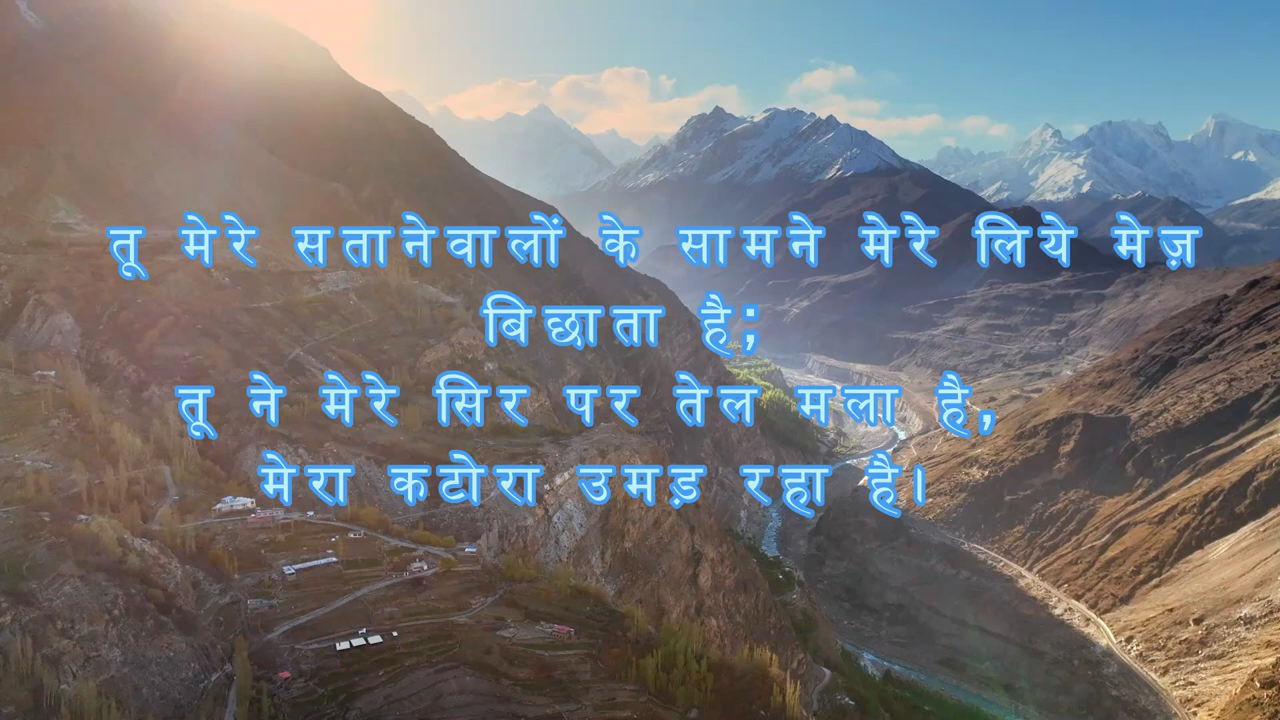 तू मेरे सतानेवालों के सामने मेरे लिये मेज़
बिछाता है;
तू ने मेरे सिर पर तेल मला है,
मेरा कटोरा उमड़ रहा है।